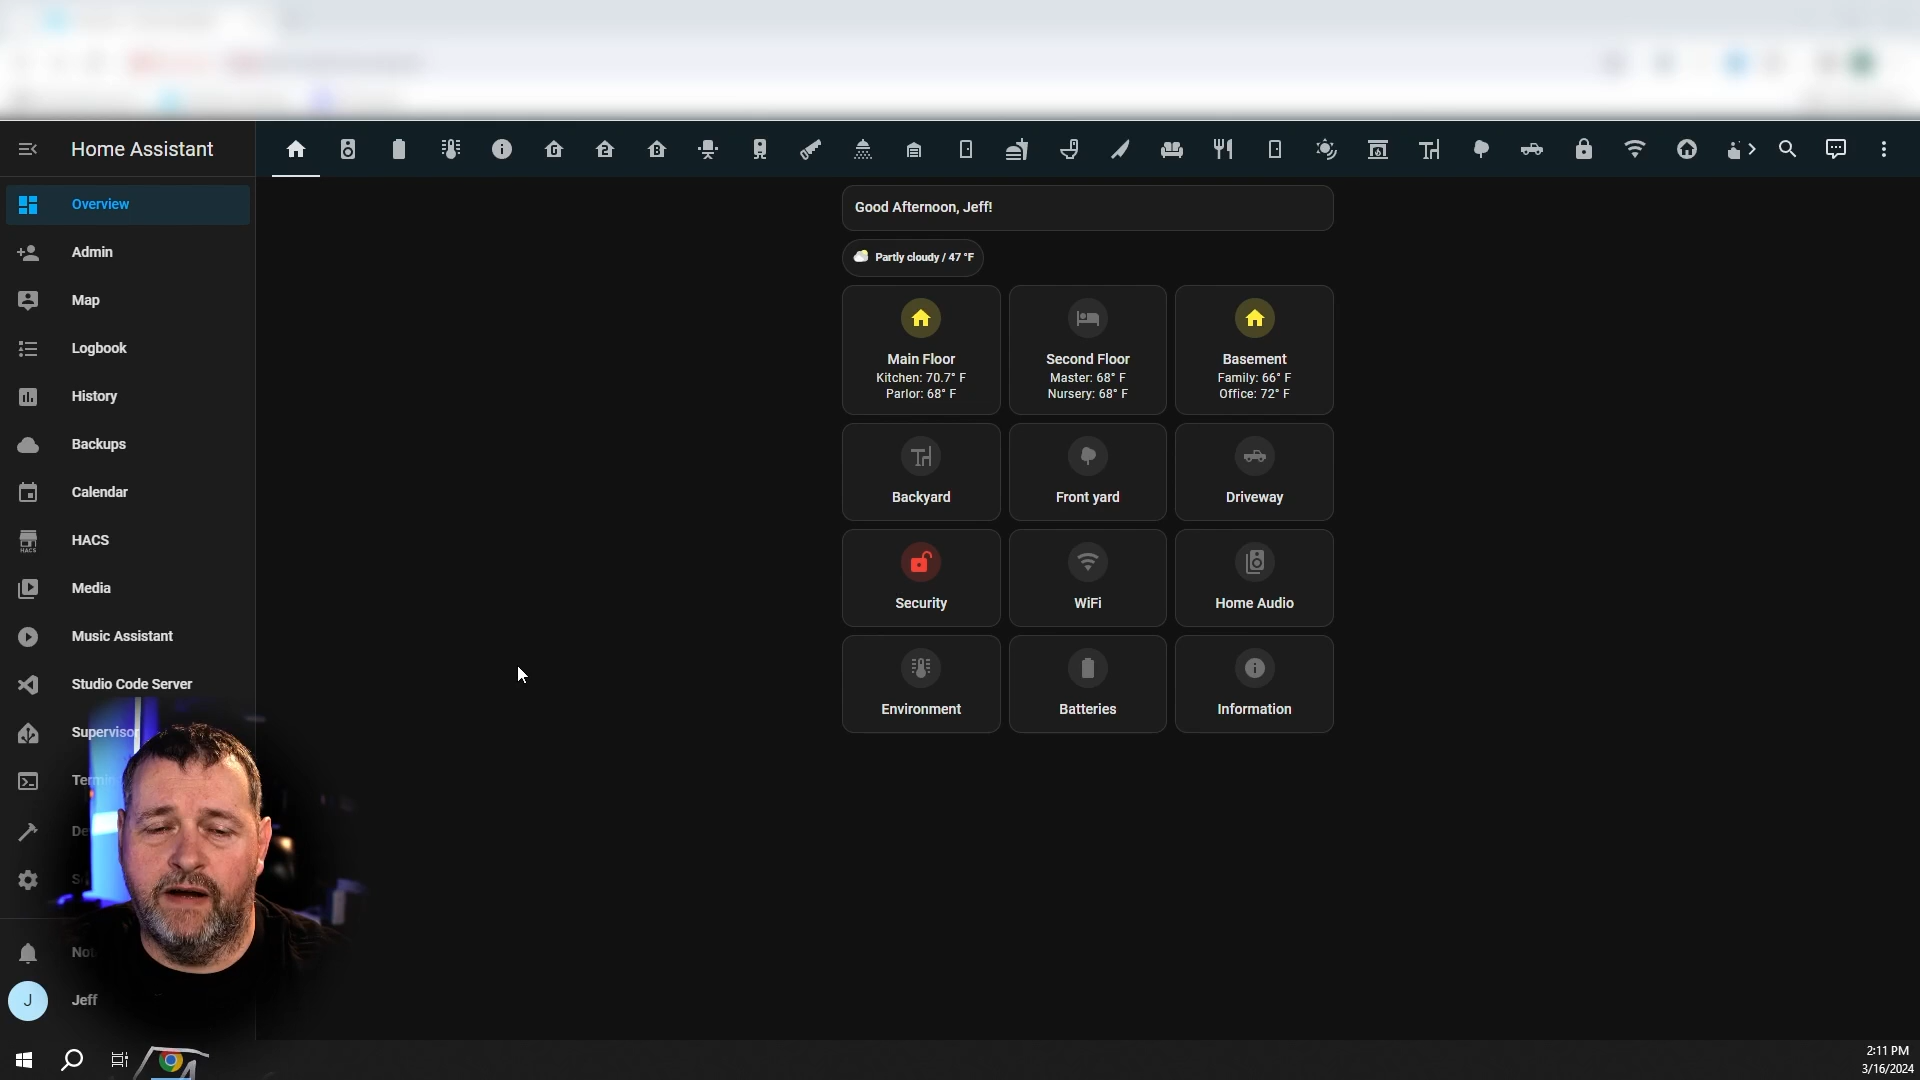 Home Assistant
Good Afternoon, Jeff!
Overview
Partly cloudy / 47 °F
Admin
Map
Logbook
History
Backups
Calendar
HACS
HACS
Media
Music Assistant
Studio Code Server
Supervisor
Jeff
J
Main Floor
Kitchen: 70.7° F
Parlor: 68° F
Second Floor
Master: 68° F
Nursery: 68° F
Basement
Family: 66° F
Office: 72° F
Backyard
Front yard
Driveway
Security
WiFi
Home Audio
Environment
Batteries
Information
2:11 PM
3/16/2024